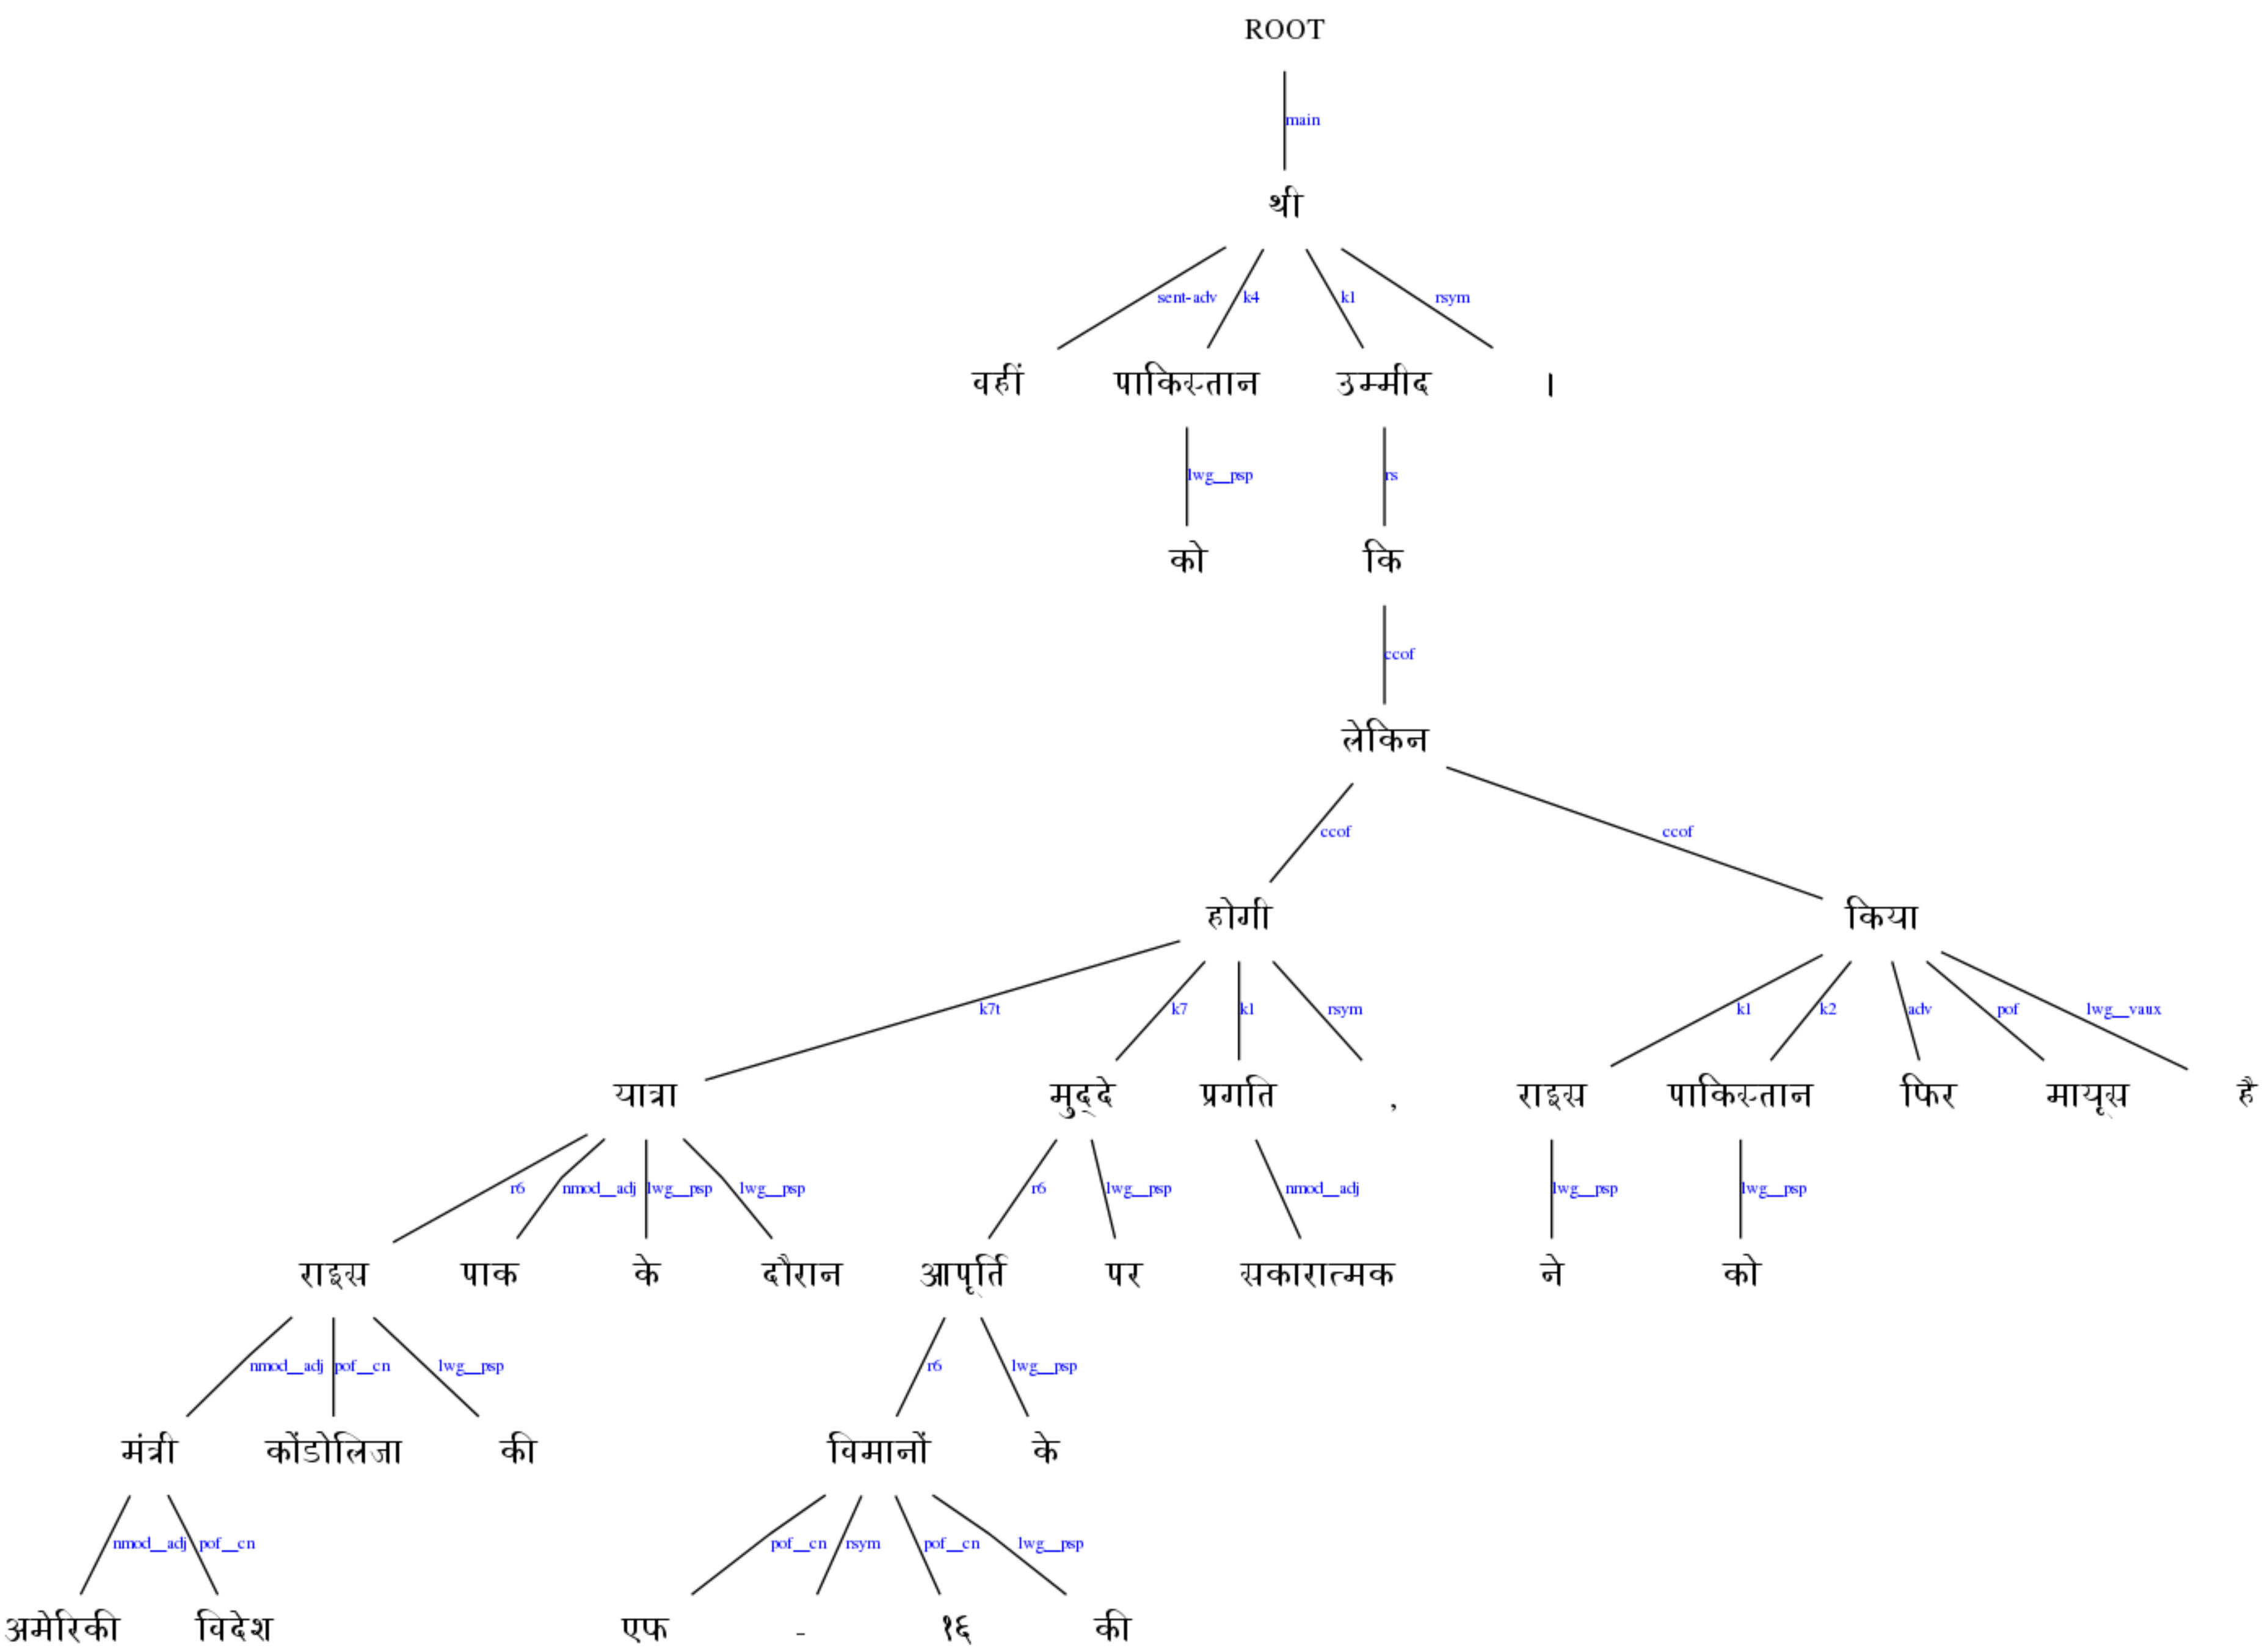 ROOT
main
थी
sent-adv k4 k1 rsym
वहीं पाकिस्तान उम्मीद ।
lwg__psp rs
को कि
ccof
लेकिन
ccof ccof
होगी किया
k7t k7 k1 rsym k1 k2 adv pof lwg__vaux
यात्रा मुद्दे प्रगति , राइस पाकिस्तान फिर मायूस है
r6 nmod__adj lwg__psp lwg__psp r6 lwg__psp nmod__adj lwg__psp lwg__psp
राइस पाक के दौरान आपूर्ति पर सकारात्मक ने को
nmod__adj pof__cn lwg__psp r6 lwg__psp
मंत्री कोंडोलिजा की विमानों के
nmod__adj pof__cn pof__cn rsym pof__cn lwg__psp
अमेरिकी विदेश एफ - १६ की